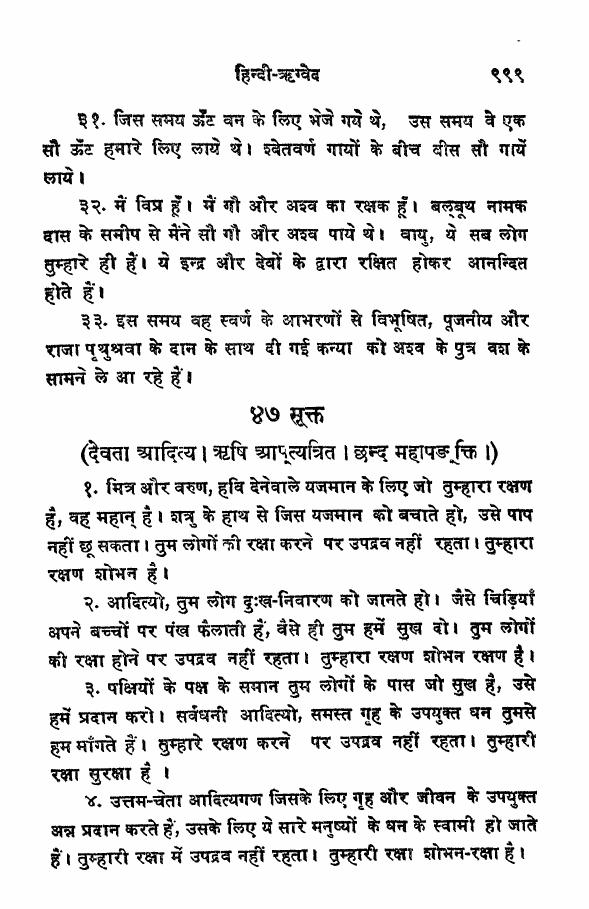 हिन्दी-ऋग्वेद ९९९
३१. जिस समय ऊँट वन के लिए भेजे गये थे, उस समय वे एक
सौ ऊँट हमारे लिए लाये थे। श्वेतवर्ण गायों के बीच बीस सौ गायें
लाये।
३२. मैं विप्र हूँ। मैं गौ और अश्व का रक्षक हूँ। बल्बूथ नामक
दास के समीप से मैंने सौ गौ और अश्व पाये थे। वायु, ये सब लोग
तुम्हारे ही हैं। ये इन्द्र और देवों के द्वारा रक्षित होकर आनन्दित
होते हैं।
३३. इस समय वह स्वर्ण के आभरणों से विभूषित, पूजनीय और
राजा पृथुश्रवा के दान के साथ दी गई कन्या को अश्व के पुत्र वश के
सामने ले आ रहे हैं।
४७ सूक्त
(देवता आदित्य। ऋषि आप्त्यत्रित। छन्द महापङ्क्ति।)
१. मित्र और वरुण, हवि देनेवाले यजमान के लिए जो तुम्हारा रक्षण
है, वह महान् है। शत्रु के हाथ से जिस यजमान को बचाते हो, उसे पाप
नहीं छू सकता। तुम लोगों की रक्षा करने पर उपद्रव नहीं रहता। तुम्हारा
रक्षण शोभन है।
२. आदित्यो, तुम लोग दुःख-निवारण को जानते हो। जैसे चिड़ियाँ
अपने बच्चों पर पंख फैलाती हैं, वैसे ही तुम हमें सुख दो। तुम लोगों
की रक्षा होने पर उपद्रव नहीं रहता। तुम्हारा रक्षण शोभन रक्षण है।
३. पक्षियों के पक्ष के समान तुम लोगों के पास जो सुख है, उसे
हमें प्रदान करो। सर्वधनी आदित्यो, समस्त गृह के उपयुक्त धन तुमसे
हम माँगते हैं। तुम्हारे रक्षण करने पर उपद्रव नहीं रहता। तुम्हारी
रक्षा सुरक्षा है ।
४. उत्तम-चेता आदित्यगण जिसके लिए गृह और जीवन के उपयुक्त
अन्न प्रदान करते हैं, उसके लिए ये सारे मनुष्यों के धन के स्वामी हो जाते
हैं। तुम्हारी रक्षा में उपद्रव नहीं रहता। तुम्हारी रक्षा शोभन-रक्षा है।